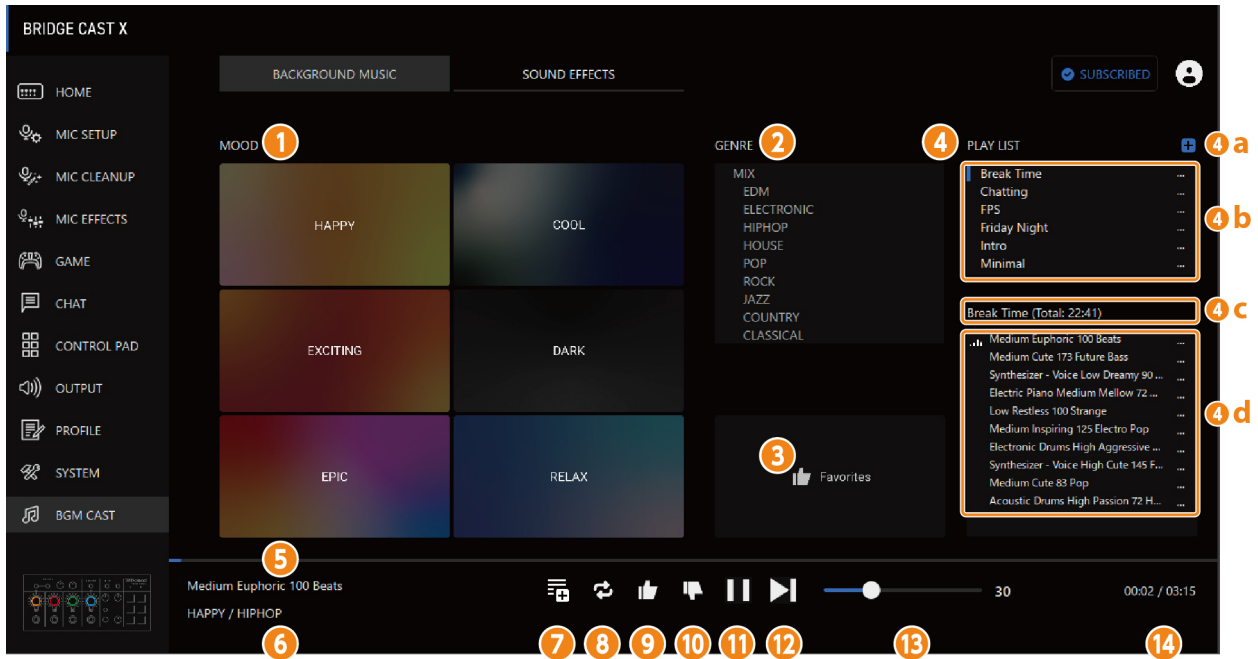 BRIDGE CAST X
BACKGROUND MUSIC
SOUND EFFECTS
SUBSCRIBED
HOME
MIC SETUP
MIC CLEANUP
MIC EFFECTS
GAME
CHAT
CONTROL PAD
OUTPUT
PROFILE
SYSTEM
BGM CAST
MOOD 1
HAPPY
COOL
EXCITING
DARK
EPIC
RELAX
GENRE 2
MIX
EDM
ELECTRONIC
HIPHOP
HOUSE
POP
ROCK
JAZZ
COUNTRY
CLASSICAL
3
Favorites
4 PLAY LIST
4 a
Break Time ...
Chatting ...
FPS ...
Friday Night ...
Intro ...
Minimal ...
4 b
Break Time (Total: 22:41)
4 c
Medium Euphoric 100 Beats ...
Medium Cute 173 Future Bass ...
Synthesizer - Voice Low Dreamy 90 ... ...
Electric Piano Medium Mellow 72 ... ...
Low Restless 100 Strange ...
Medium Inspiring 125 Electro Pop ...
Electronic Drums High Aggressive ... ...
Synthesizer - Voice High Cute 145 F... ...
Medium Cute 83 Pop ...
Acoustic Drums High Passion 72 H... ...
4 d
5
Medium Euphoric 100 Beats
HAPPY / HIPHOP
30
00:02 / 03:15
6
7
8
9
10
11
12
13
14